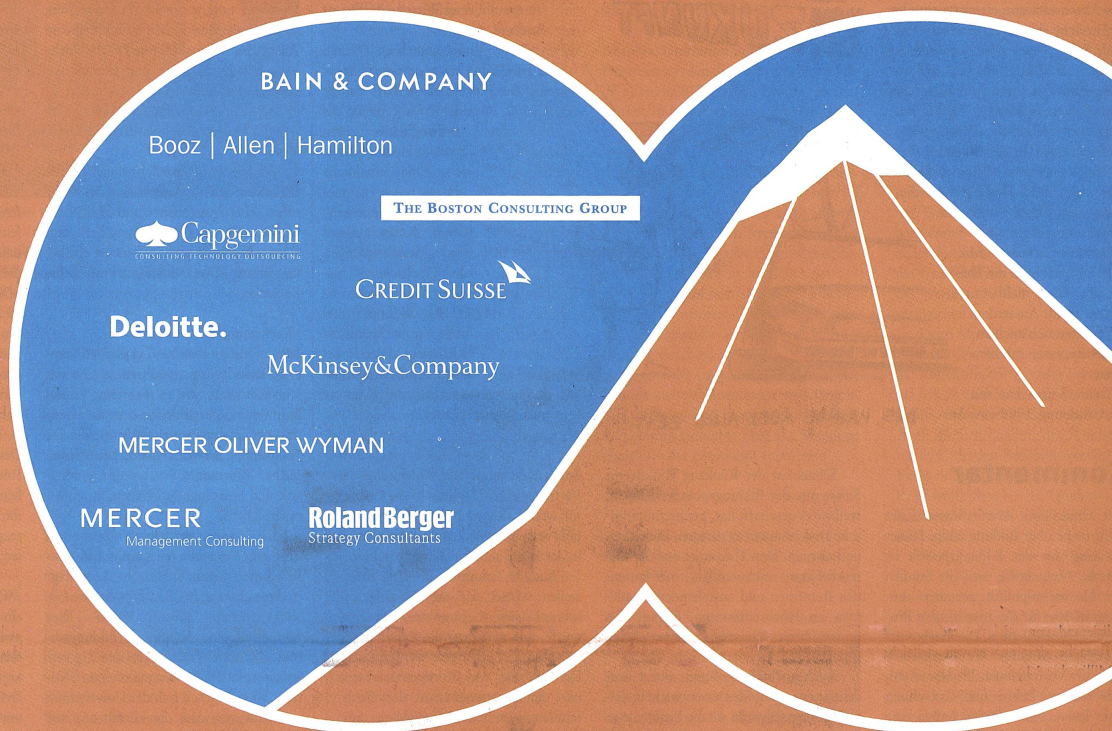 BAIN & COMPANY
Booz | Allen | Hamilton
THE BOSTON CONSULTING GROUP
Capgemini
CONSULTING.TECHNOLOGY.OUTSOURCING
CREDIT SUISSE
Deloitte.
McKinsey&Company
MERCER OLIVER WYMAN
MERCER
Management Consulting
Roland Berger
Strategy Consultants